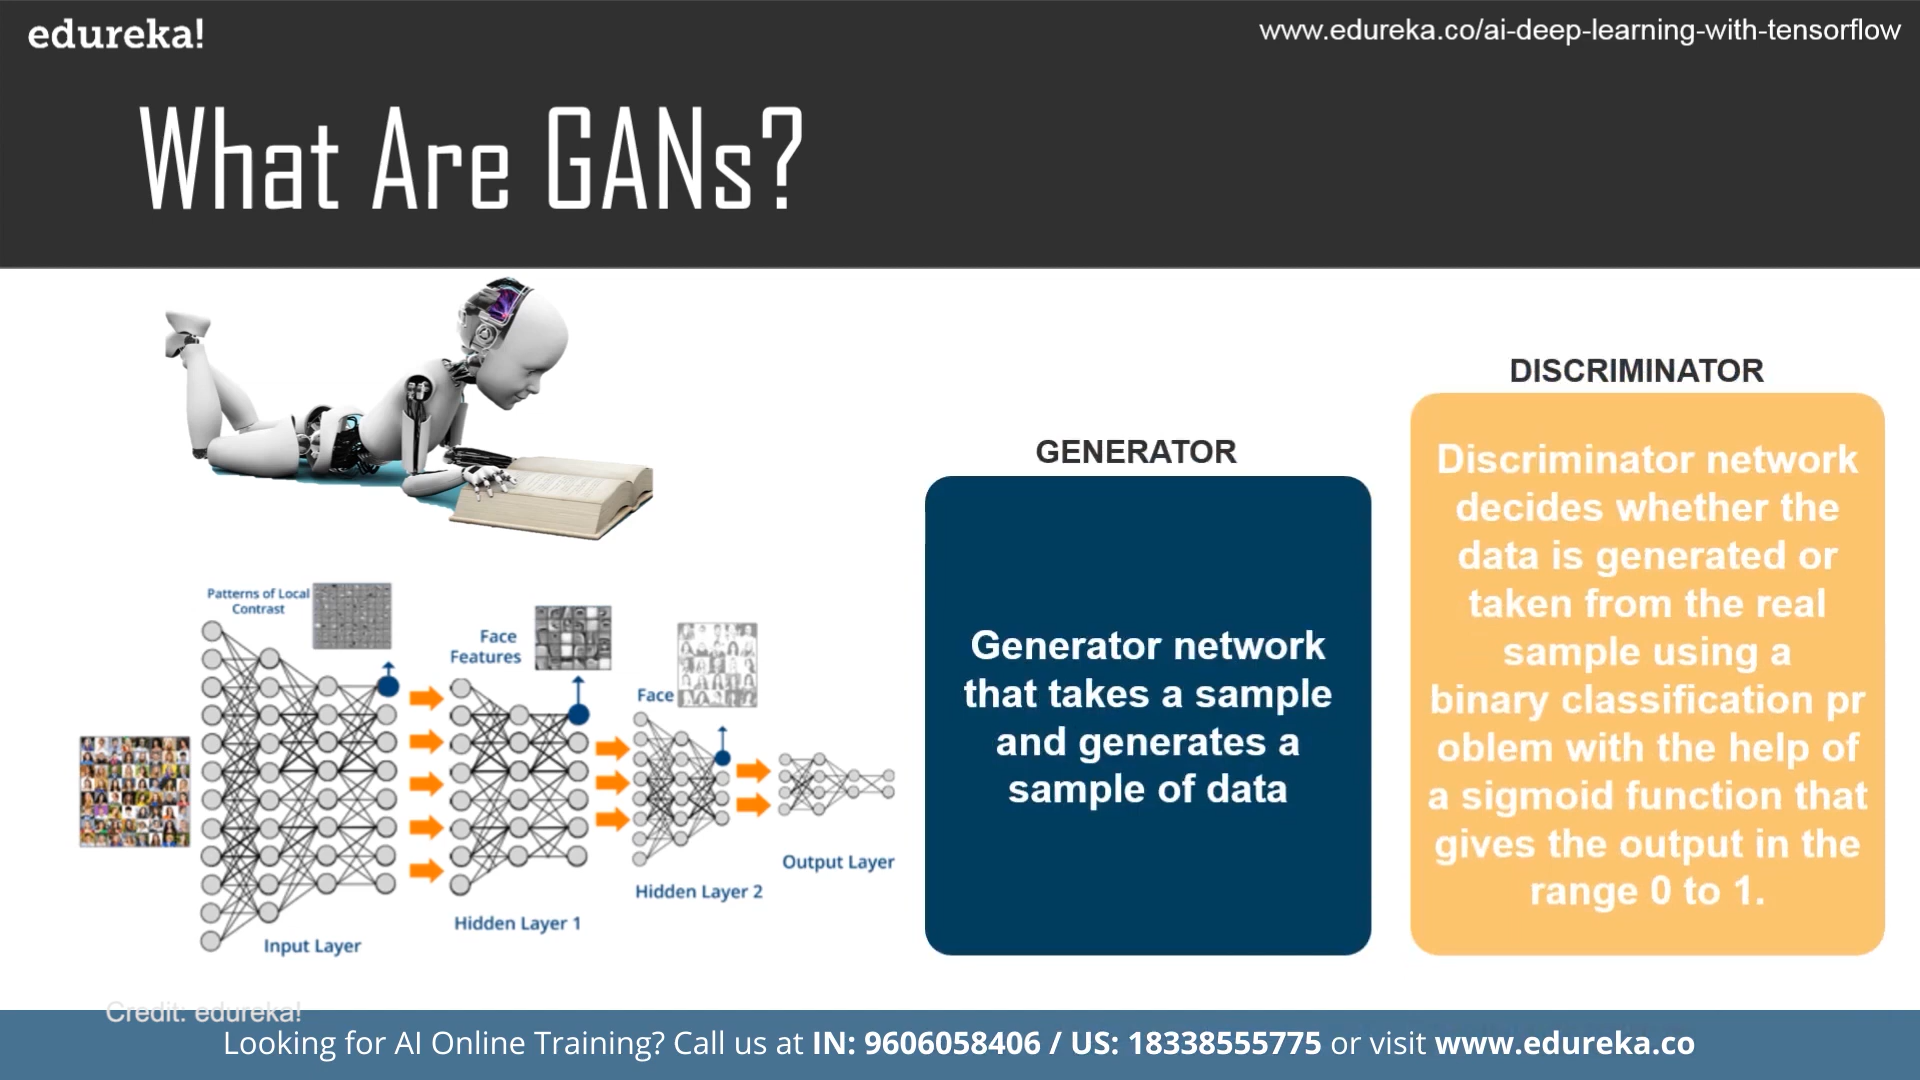 edureka!
www.edureka.co/ai-deep-learning-with-tensorflow
What Are GANs?
Patterns of Local
Contrast
Face
Features
Face
Input Layer
Hidden Layer 1
Hidden Layer 2
Output Layer
GENERATOR
Generator network
that takes a sample
and generates a
sample of data
DISCRIMINATOR
Discriminator network
decides whether the
data is generated or
taken from the real
sample using a
binary classification pr
oblem with the help of
a sigmoid function that
gives the output in the
range 0 to 1.
Credit: edureka!
Looking for AI Online Training? Call us at IN: 9606058406 / US: 18338555775 or visit www.edureka.co